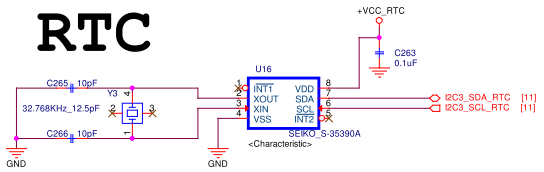 RTC
+VCC_RTC
C263
0.1uF
U16
C265 10pF
Y3
4
32.768KHz_12.5pF
2
3
1
C266 10pF
GND
1
INT1
VDD
8
2
XOUT
SDA
7
3
XIN
SCL
6
4
VSS
INT2
5
SEIKO_S-35390A
<Characteristic>
GND
I2C3_SDA_RTC [11]
I2C3_SCL_RTC [11]